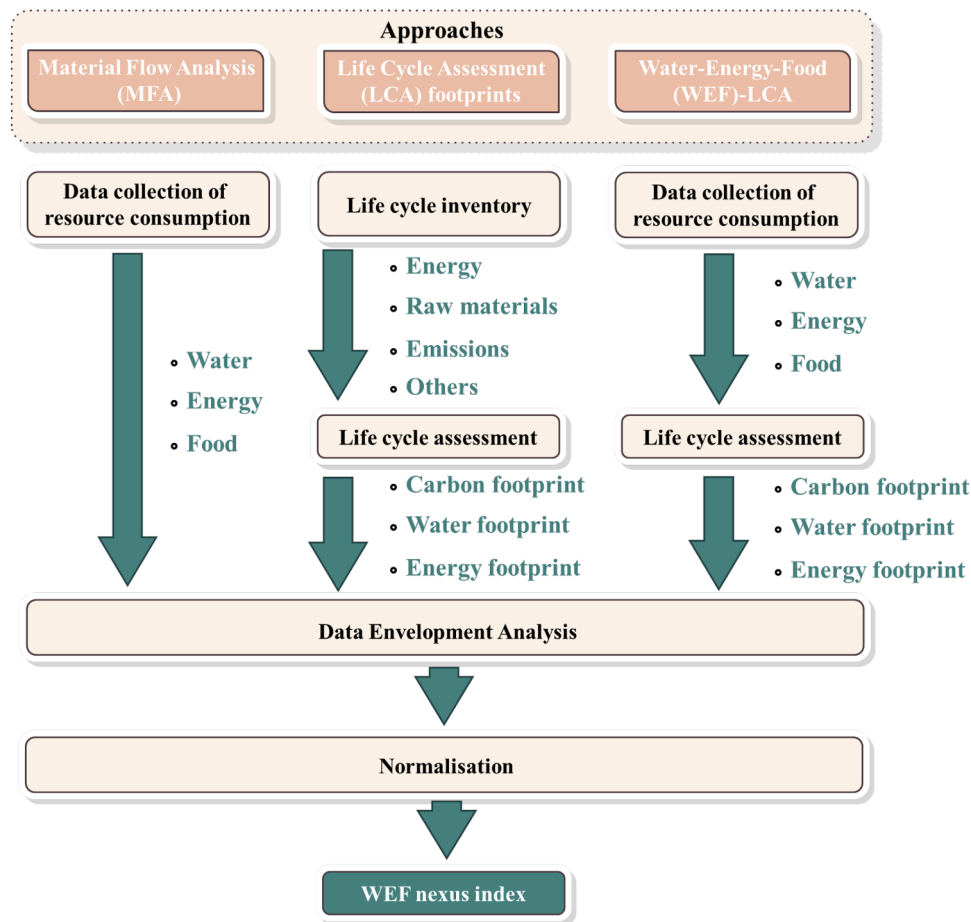 Approaches
Material Flow Analysis
(MFA)
Life Cycle Assessment
(LCA) footprints
Water-Energy-Food
(WEF)-LCA
Data collection of
resource consumption
Life cycle inventory
Data collection of
resource consumption
Water
Energy
Food
Energy
Raw materials
Emissions
Others
Water
Energy
Food
Life cycle assessment
Life cycle assessment
Carbon footprint
Water footprint
Energy footprint
Carbon footprint
Water footprint
Energy footprint
Data Envelopment Analysis
Normalisation
WEF nexus index